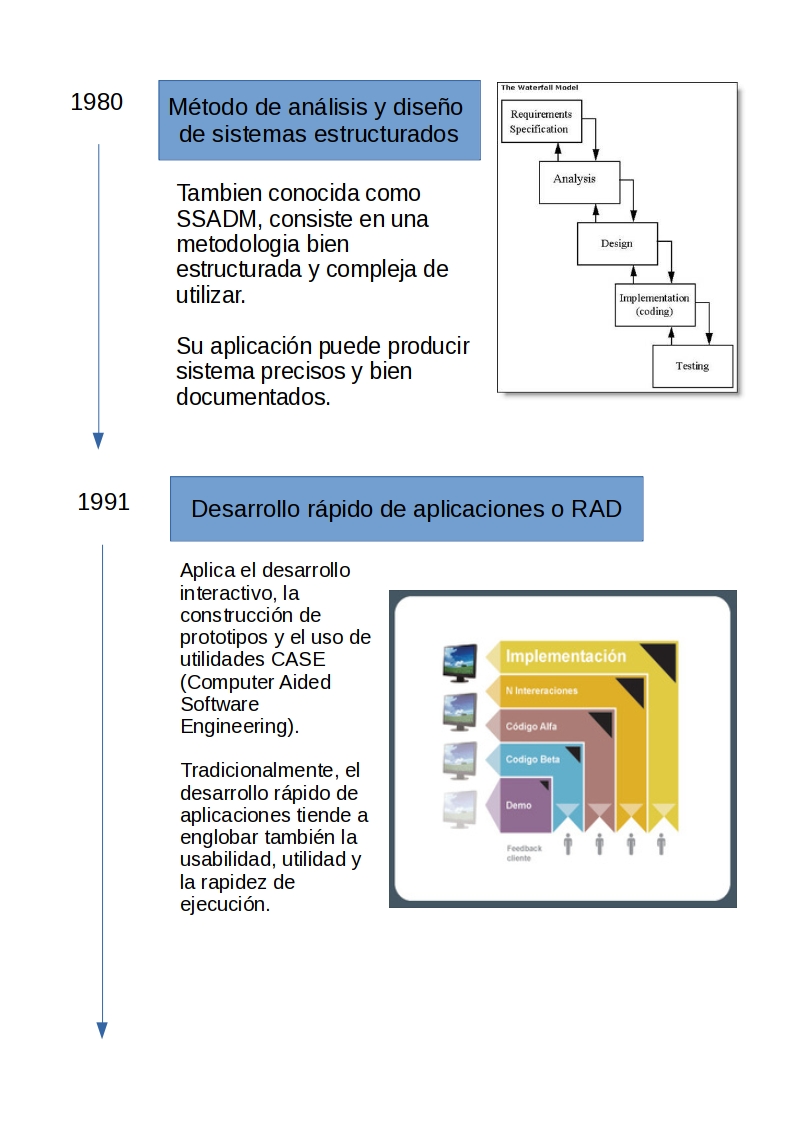 1980
Método de análisis y diseño
de sistemas estructurados
Tambien conocida como
SSADM, consiste en una
metodologia bien
estructurada y compleja de
utilizar.
Su aplicación puede producir
sistema precisos y bien
documentados.
The Waterfall Model
Requirements
Specification
Analysis
Design
Implementation
(coding)
Testing
1991
Desarrollo rápido de aplicaciones o RAD
Aplica el desarrollo
interactivo, la
construcción de
prototipos y el uso de
utilidades CASE
(Computer Aided
Software
Engineering).
Tradicionalmente, el
desarrollo rápido de
aplicaciones tiende a
englobar también la
usabilidad, utilidad y
la rapidez de
ejecución.
Implementación
N Intereraciones
Código Alfa
Codigo Beta
Demo
Feedback
cliente